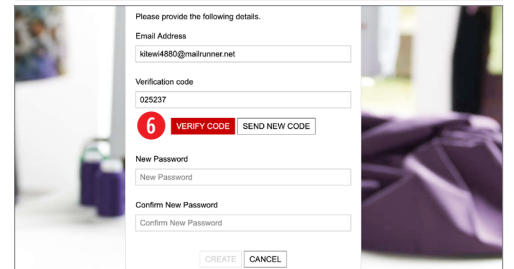 Please provide the following details.
Email Address
kitewi4880@mailrunner.net
Verification code
025237
6 VERIFY CODE SEND NEW CODE
New Password
New Password
Confirm New Password
Confirm New Password
CREATE CANCEL